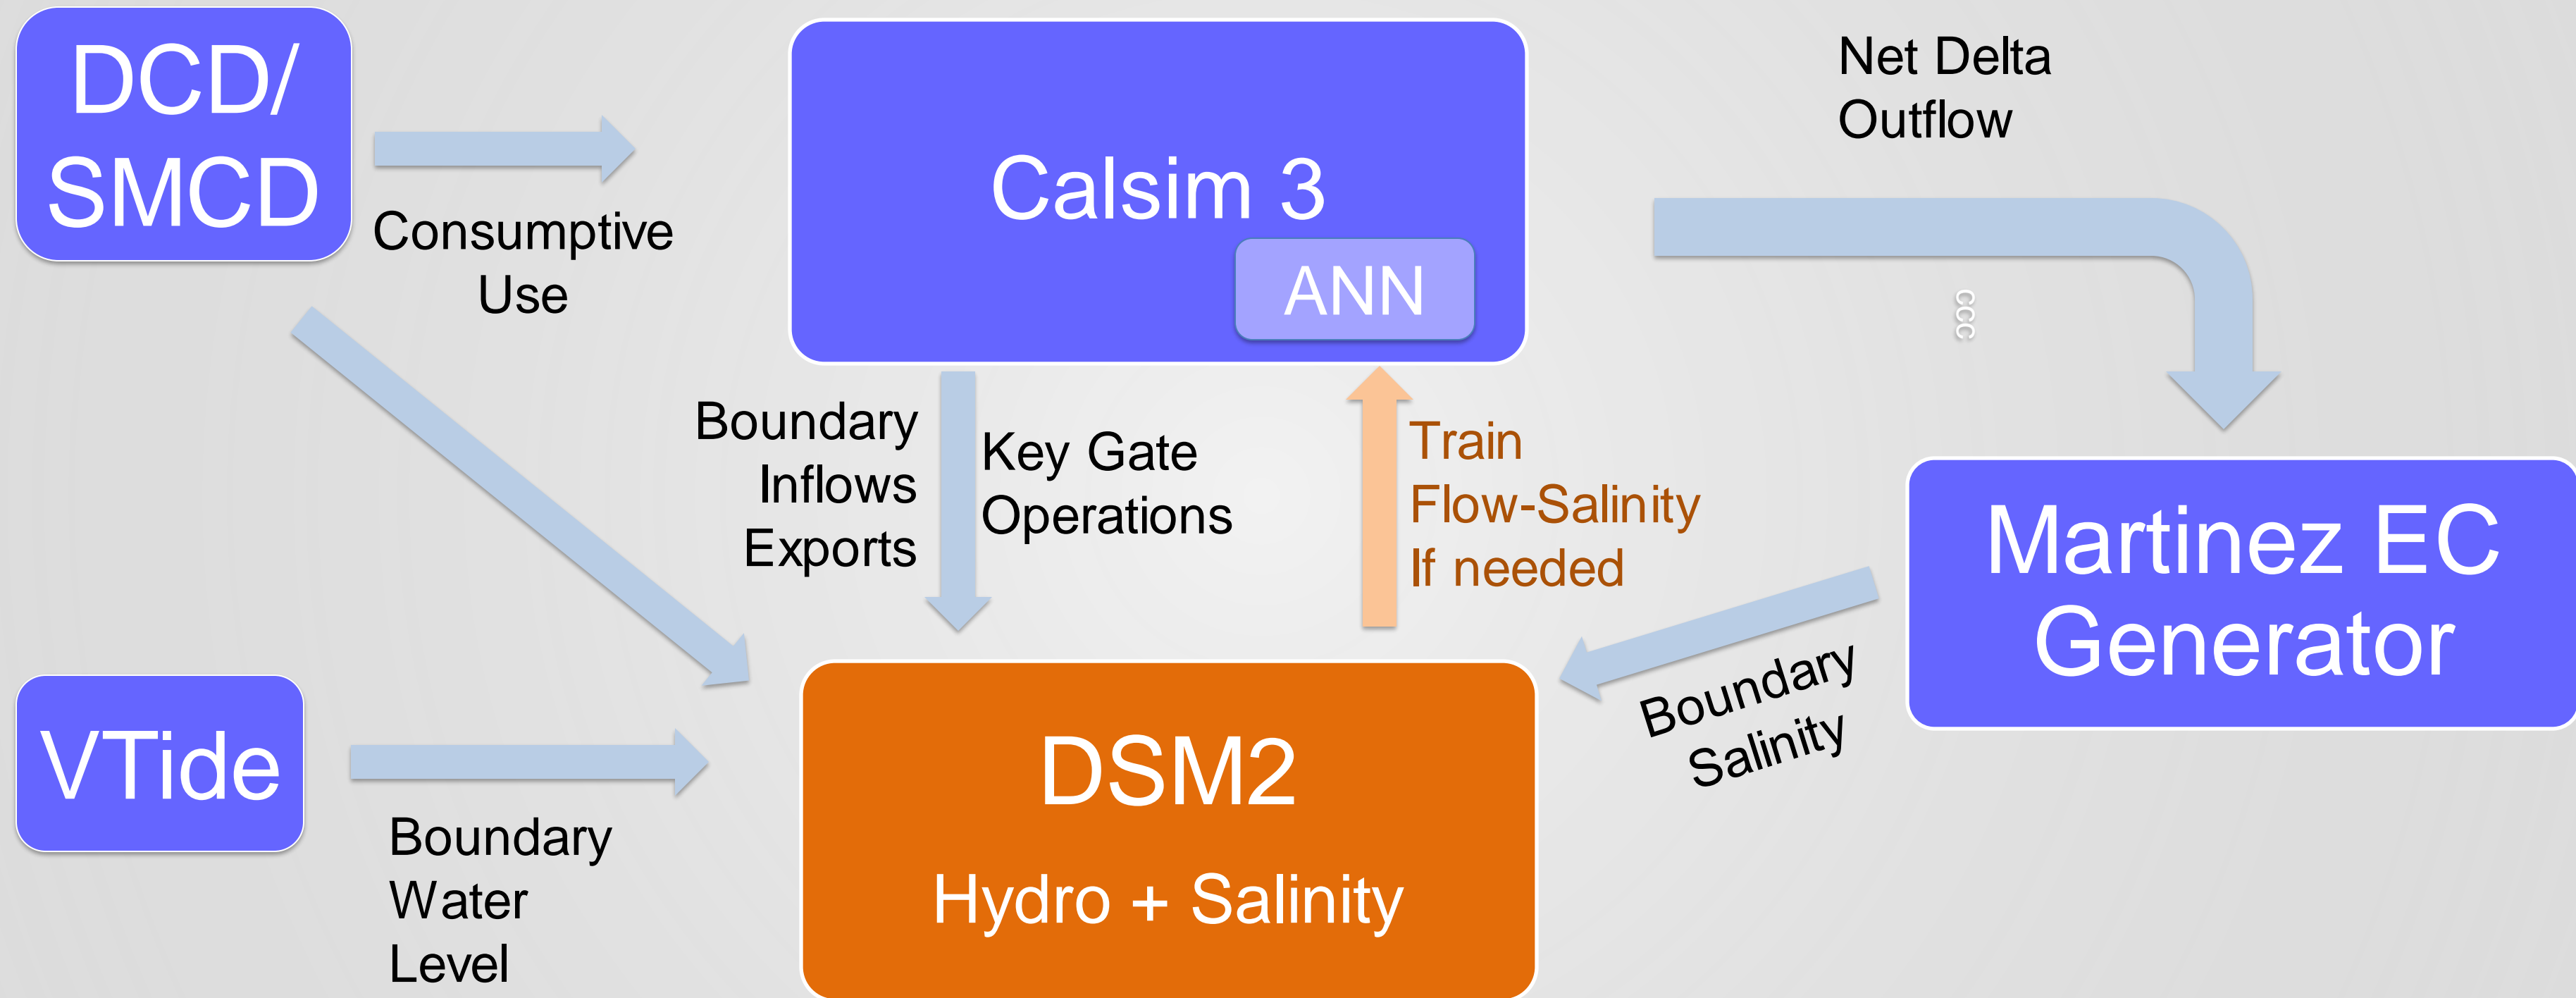 DCD/
SMCD
Consumptive
Use
Calsim 3
ANN
Net Delta
Outflow
ccc
Boundary
Inflows
Exports
Key Gate
Operations
Train
Flow-Salinity
If needed
Martinez EC
Generator
Boundary
Salinity
VTide
Boundary
Water
Level
DSM2
Hydro + Salinity